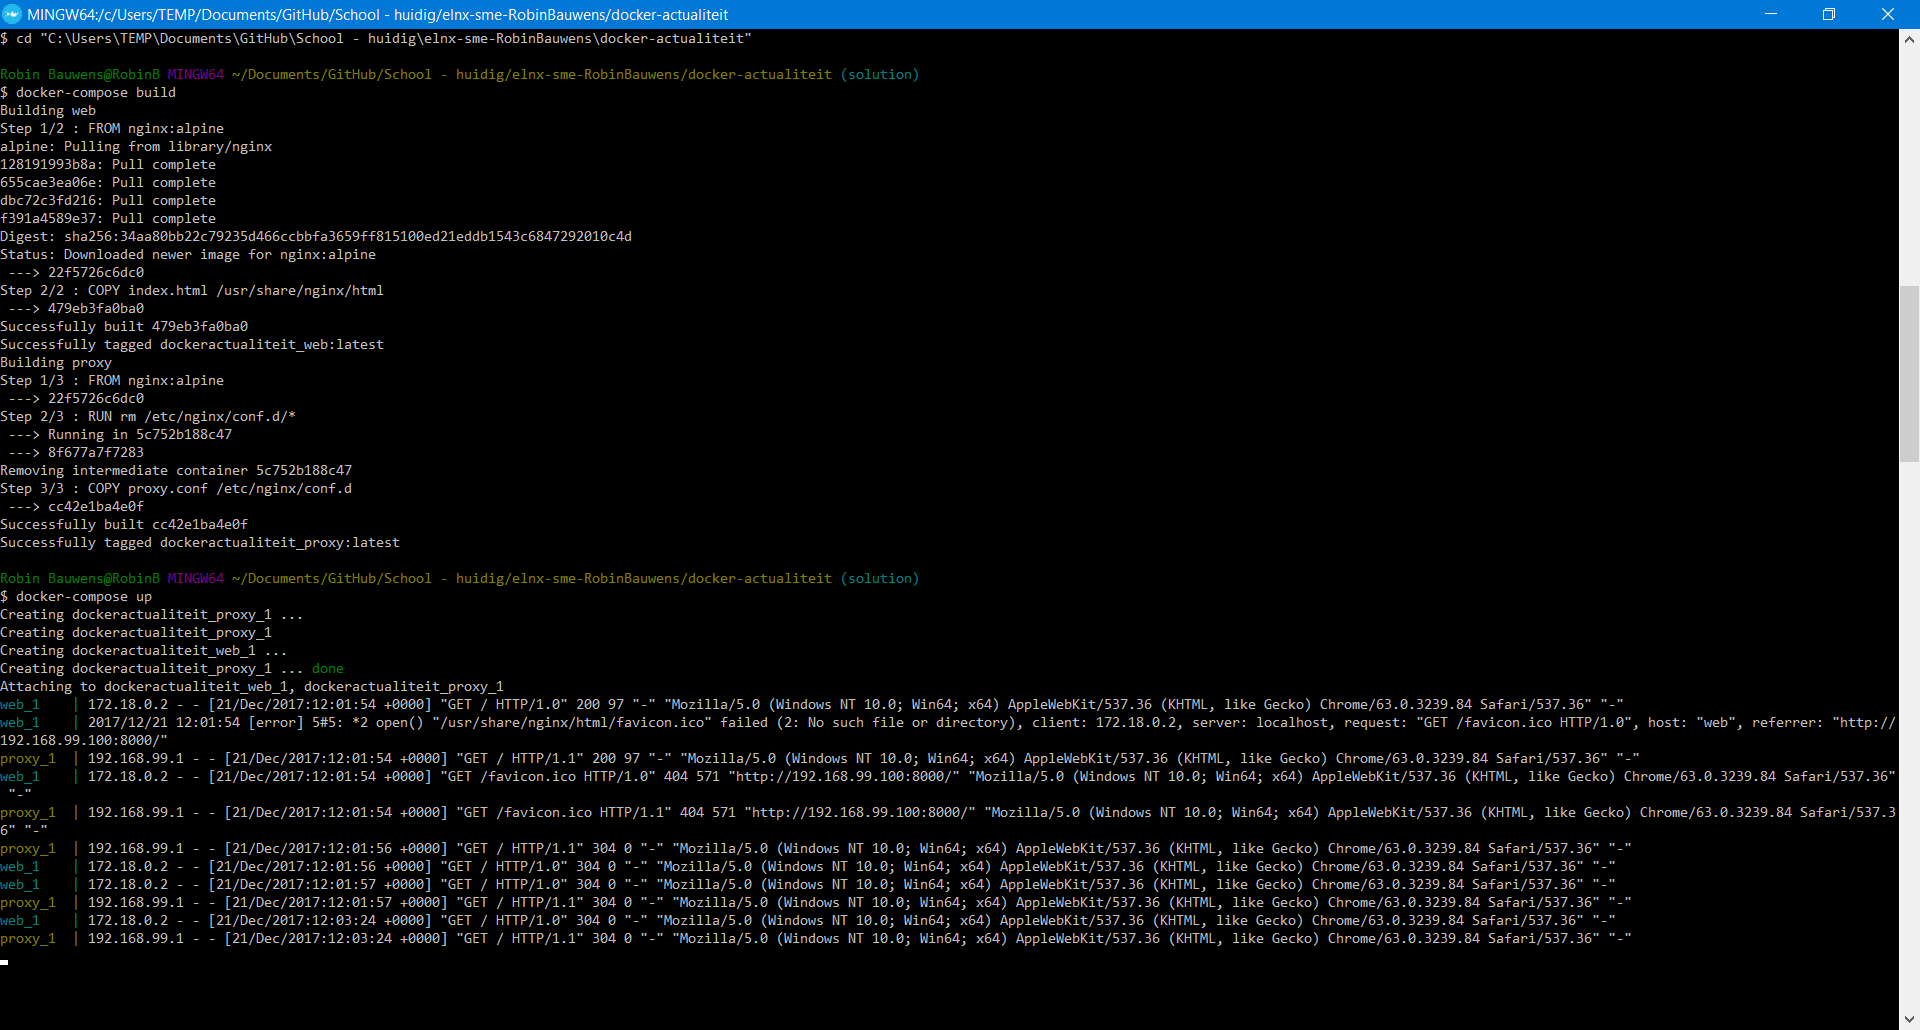 MINGW64:/c/Users/TEMP/Documents/GitHub/School - huidig/elnx-sme-RobinBauwens/docker-actualiteit
$ cd "C:\Users\TEMP\Documents\GitHub\School - huidig\elnx-sme-RobinBauwens\docker-actualiteit"
Robin Bauwens@RobinB MINGW64 ~/Documents/GitHub/School - huidig/elnx-sme-RobinBauwens/docker-actualiteit (solution)
$ docker-compose build
Building web
Step 1/2 : FROM nginx:alpine
alpine: Pulling from library/nginx
128191993b8a: Pull complete
655cae3ea06e: Pull complete
dbc72c3fd216: Pull complete
f391a4589e37: Pull complete
Digest: sha256:34aa80bb22c79235d466ccbbfa3659ff815100ed21eddb1543c6847292010c4d
Status: Downloaded newer image for nginx:alpine
 ---> 22f5726c6dc0
Step 2/2 : COPY index.html /usr/share/nginx/html
 ---> 479eb3fa0ba0
Successfully built 479eb3fa0ba0
Successfully tagged dockeractualiteit_web:latest
Building proxy
Step 1/3 : FROM nginx:alpine
 ---> 22f5726c6dc0
Step 2/3 : RUN rm /etc/nginx/conf.d/*
 ---> Running in 5c752b188c47
 ---> 8f677a7f7283
Removing intermediate container 5c752b188c47
Step 3/3 : COPY proxy.conf /etc/nginx/conf.d
 ---> cc42e1ba4e0f
Successfully built cc42e1ba4e0f
Successfully tagged dockeractualiteit_proxy:latest
Robin Bauwens@RobinB MINGW64 ~/Documents/GitHub/School - huidig/elnx-sme-RobinBauwens/docker-actualiteit (solution)
$ docker-compose up
Creating dockeractualiteit_proxy_1 ...
Creating dockeractualiteit_proxy_1
Creating dockeractualiteit_web_1 ...
Creating dockeractualiteit_proxy_1 ... done
Attaching to dockeractualiteit_web_1, dockeractualiteit_proxy_1
web_1    | 172.18.0.2 - - [21/Dec/2017:12:01:54 +0000] "GET / HTTP/1.0" 200 97 "-" "Mozilla/5.0 (Windows NT 10.0; Win64; x64) AppleWebKit/537.36 (KHTML, like Gecko) Chrome/63.0.3239.84 Safari/537.36" "-"
web_1    | 2017/12/21 12:01:54 [error] 5#5: *2 open() "/usr/share/nginx/html/favicon.ico" failed (2: No such file or directory), client: 172.18.0.2, server: localhost, request: "GET /favicon.ico HTTP/1.0", host: "web", referrer: "http://
192.168.99.100:8000/"
proxy_1  | 192.168.99.1 - - [21/Dec/2017:12:01:54 +0000] "GET / HTTP/1.1" 200 97 "-" "Mozilla/5.0 (Windows NT 10.0; Win64; x64) AppleWebKit/537.36 (KHTML, like Gecko) Chrome/63.0.3239.84 Safari/537.36" "-"
web_1    | 172.18.0.2 - - [21/Dec/2017:12:01:54 +0000] "GET /favicon.ico HTTP/1.0" 404 571 "http://192.168.99.100:8000/" "Mozilla/5.0 (Windows NT 10.0; Win64; x64) AppleWebKit/537.36 (KHTML, like Gecko) Chrome/63.0.3239.84 Safari/537.36"
 "-"
proxy_1  | 192.168.99.1 - - [21/Dec/2017:12:01:54 +0000] "GET /favicon.ico HTTP/1.1" 404 571 "http://192.168.99.100:8000/" "Mozilla/5.0 (Windows NT 10.0; Win64; x64) AppleWebKit/537.36 (KHTML, like Gecko) Chrome/63.0.3239.84 Safari/537.3
6" "-"
proxy_1  | 192.168.99.1 - - [21/Dec/2017:12:01:56 +0000] "GET / HTTP/1.1" 304 0 "-" "Mozilla/5.0 (Windows NT 10.0; Win64; x64) AppleWebKit/537.36 (KHTML, like Gecko) Chrome/63.0.3239.84 Safari/537.36" "-"
web_1    | 172.18.0.2 - - [21/Dec/2017:12:01:56 +0000] "GET / HTTP/1.0" 304 0 "-" "Mozilla/5.0 (Windows NT 10.0; Win64; x64) AppleWebKit/537.36 (KHTML, like Gecko) Chrome/63.0.3239.84 Safari/537.36" "-"
web_1    | 172.18.0.2 - - [21/Dec/2017:12:01:57 +0000] "GET / HTTP/1.0" 304 0 "-" "Mozilla/5.0 (Windows NT 10.0; Win64; x64) AppleWebKit/537.36 (KHTML, like Gecko) Chrome/63.0.3239.84 Safari/537.36" "-"
proxy_1  | 192.168.99.1 - - [21/Dec/2017:12:01:57 +0000] "GET / HTTP/1.1" 304 0 "-" "Mozilla/5.0 (Windows NT 10.0; Win64; x64) AppleWebKit/537.36 (KHTML, like Gecko) Chrome/63.0.3239.84 Safari/537.36" "-"
web_1    | 172.18.0.2 - - [21/Dec/2017:12:03:24 +0000] "GET / HTTP/1.0" 304 0 "-" "Mozilla/5.0 (Windows NT 10.0; Win64; x64) AppleWebKit/537.36 (KHTML, like Gecko) Chrome/63.0.3239.84 Safari/537.36" "-"
proxy_1  | 192.168.99.1 - - [21/Dec/2017:12:03:24 +0000] "GET / HTTP/1.1" 304 0 "-" "Mozilla/5.0 (Windows NT 10.0; Win64; x64) AppleWebKit/537.36 (KHTML, like Gecko) Chrome/63.0.3239.84 Safari/537.36" "-"